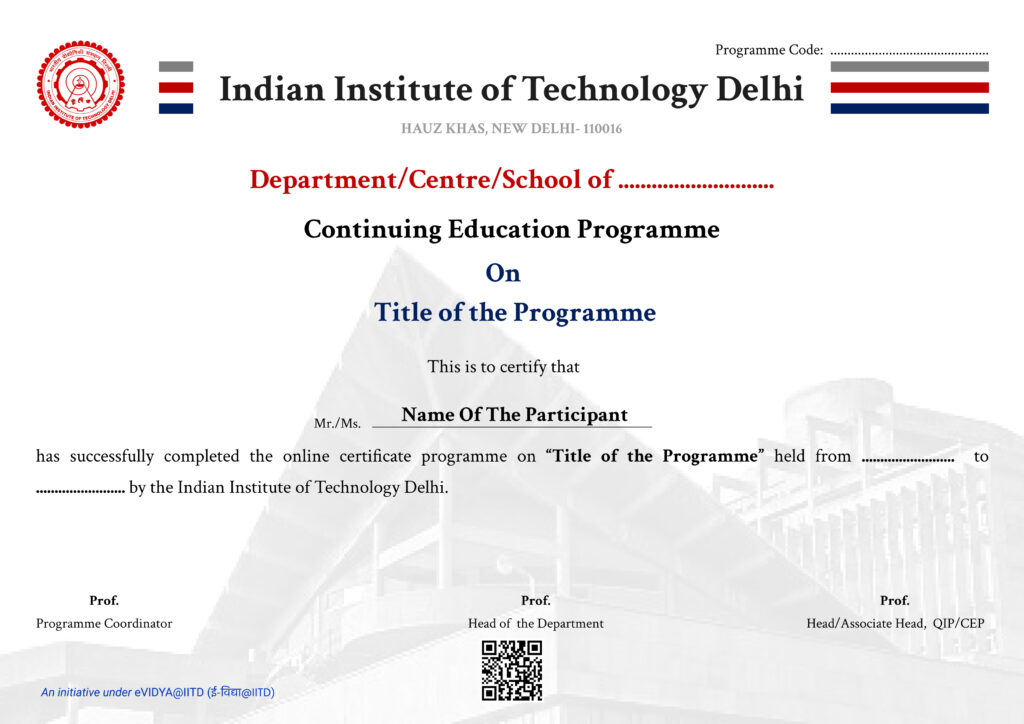 Programme Code: ..............................................
Indian Institute of Technology Delhi
HAUZ KHAS, NEW DELHI- 110016
Department/Centre/School of ............................
Continuing Education Programme
On
Title of the Programme
This is to certify that
Mr./Ms. Name Of The Participant
has successfully completed the online certificate programme on “Title of the Programme” held from ......................... to
........................ by the Indian Institute of Technology Delhi.
Prof. Prof. Prof.
Programme Coordinator Head of the Department Head/Associate Head, QIP/CEP
An initiative under eVIDYA@IITD (ई-विद्या@IITD)